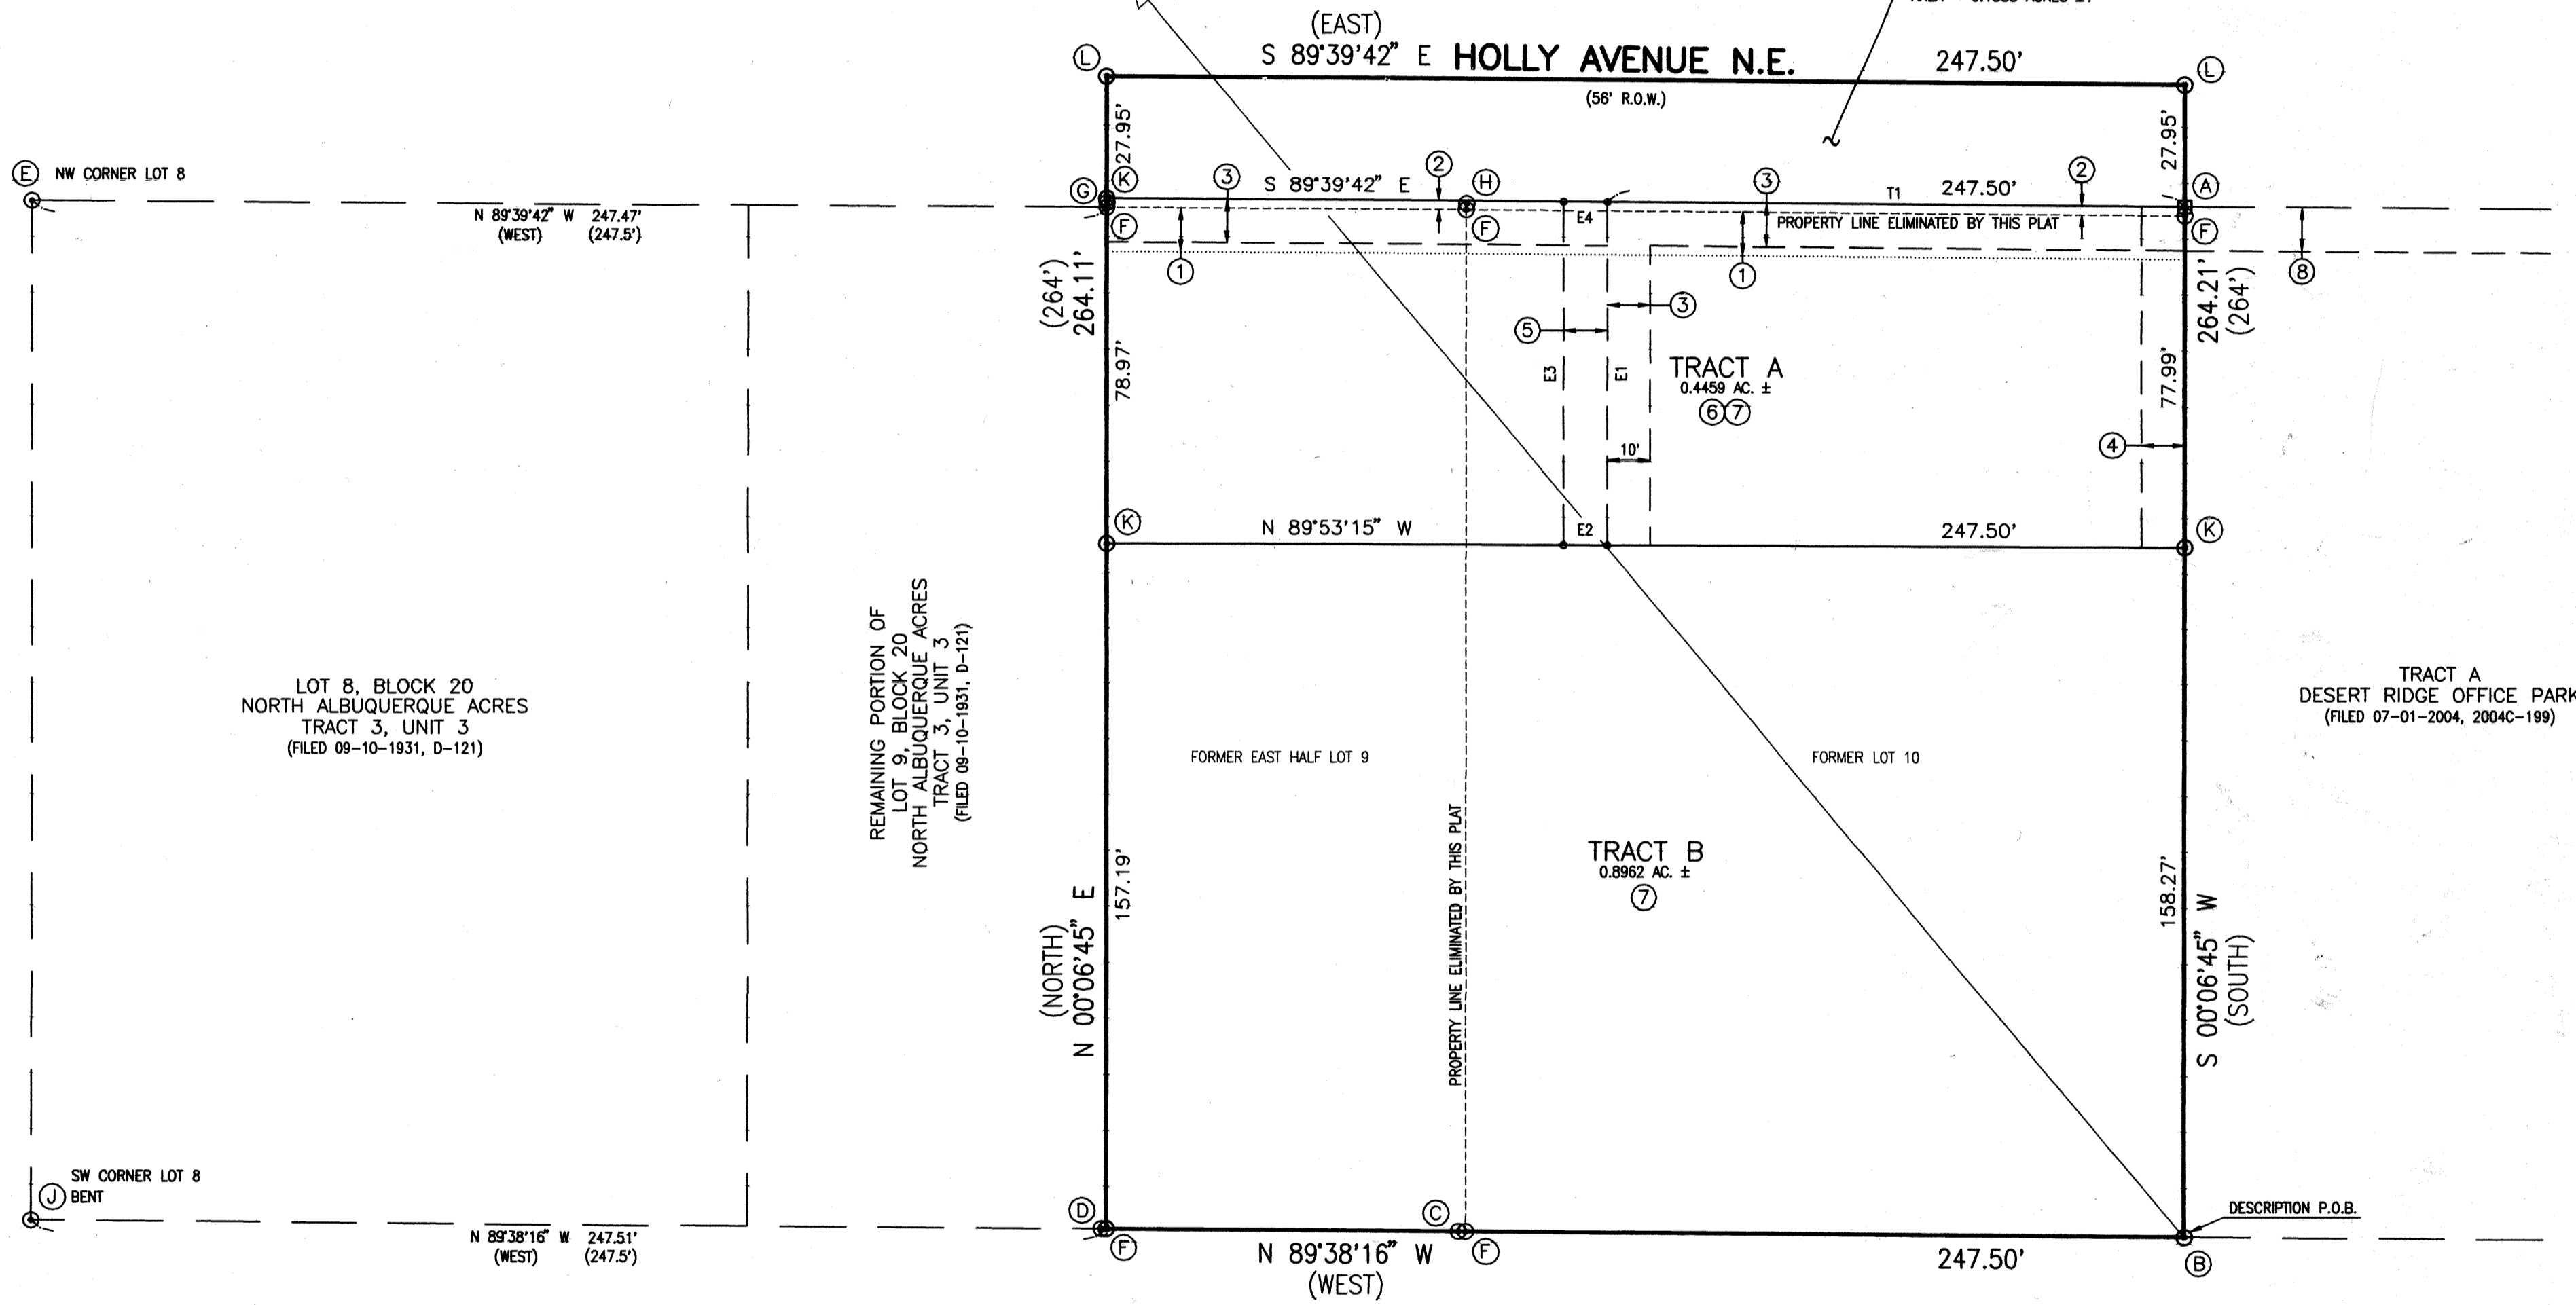 (EAST)
S 89°39'42" E HOLLY AVENUE N.E. 247.50'
(56' R.O.W.)
L
L
27.95'
27.95'
E NW CORNER LOT 8
N 89°39'42" W 247.47'
(WEST) (247.5')
G
K
F
3
S 89°39'42" E
2
H
F
E4
3
T1
247.50'
2
A
F
PROPERTY LINE ELIMINATED BY THIS PLAT
1
1
8
(264')
264.11'
264.21'
(264')
78.97'
77.99'
3
5
E3
E1
TRACT A
0.4459 AC. ±
6 7
10'
4
K
N 89°53'15" W
E2
247.50'
K
LOT 8, BLOCK 20
NORTH ALBUQUERQUE ACRES
TRACT 3, UNIT 3
(FILED 09-10-1931, D-121)
REMAINING PORTION OF
LOT 9, BLOCK 20
NORTH ALBUQUERQUE ACRES
TRACT 3, UNIT 3
(FILED 09-10-1931, D-121)
TRACT A
DESERT RIDGE OFFICE PARK
(FILED 07-01-2004, 2004C-199)
FORMER EAST HALF LOT 9
FORMER LOT 10
PROPERTY LINE ELIMINATED BY THIS PLAT
TRACT B
0.8962 AC. ±
7
(NORTH)
N 00°06'45" E
157.19'
158.27'
S 00°06'45" W
(SOUTH)
SW CORNER LOT 8
J BENT
N 89°38'16" W 247.51'
(WEST) (247.5')
D
F
C
F
N 89°38'16" W
(WEST)
247.50'
DESCRIPTION P.O.B.
B